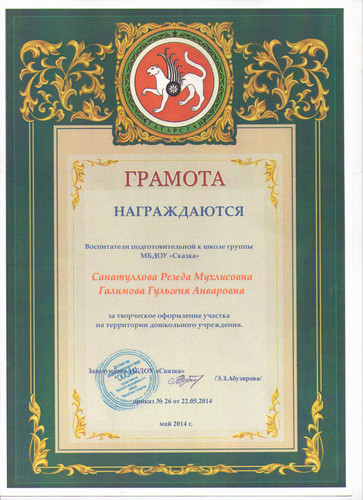 ТАТАРСТАН
ГРАМОТА
НАГРАЖДАЮТСЯ
Воспитатели подготовительной к школе группы
МБДОУ «Сказка»
Санатуллова Резеда Мухлисовна
Галимова Гульгеня Анваровна
за творческое оформление участка
на территории дошкольного учреждения.
Заведующая МБДОУ «Сказка» /Э.З.Абузярова/
приказ № 26 от 22.05.2014
май 2014 г.